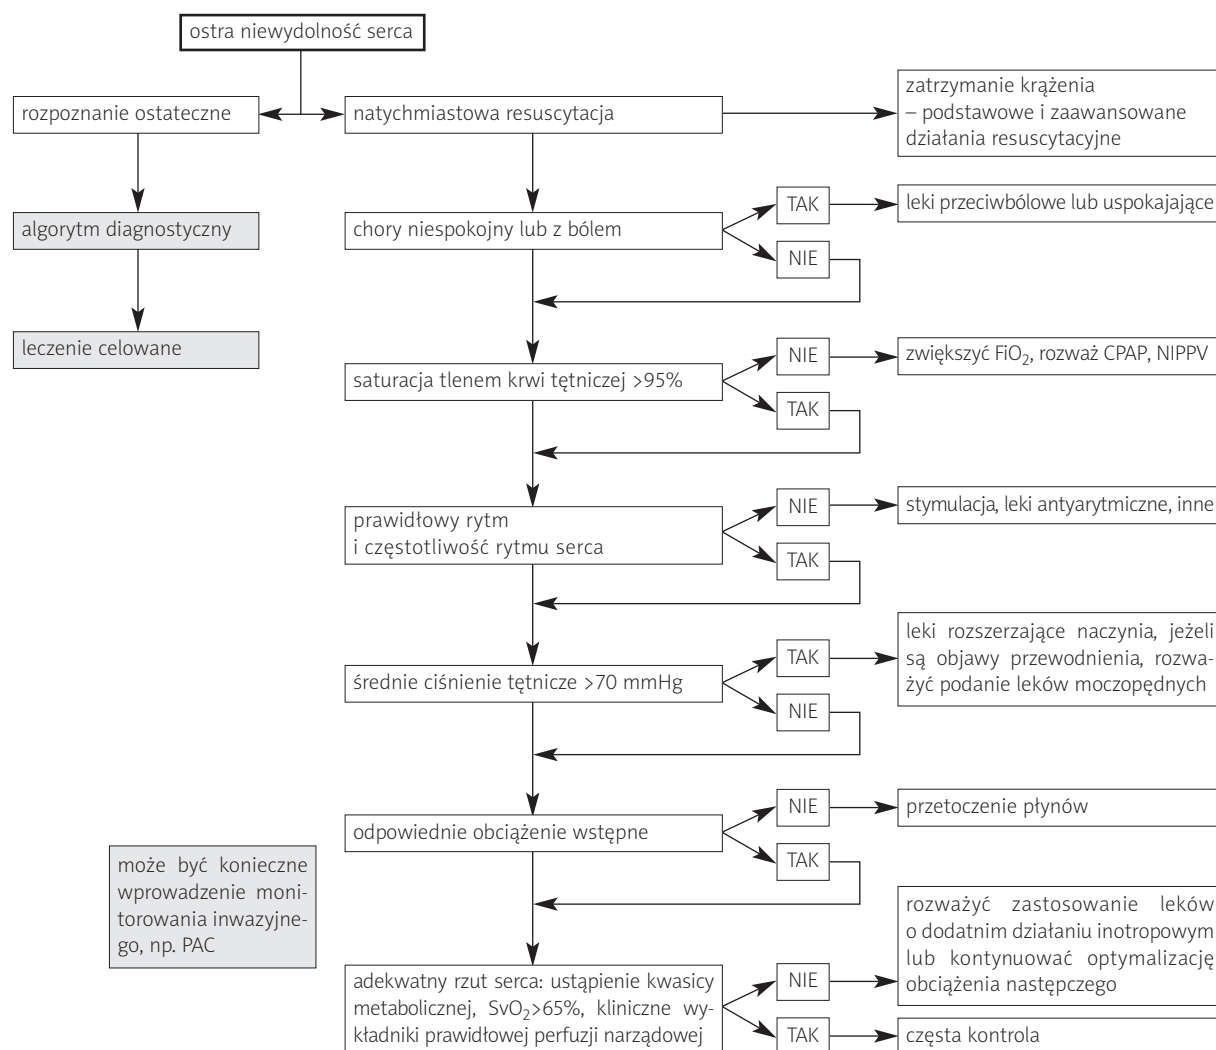 ostra niewydolność serca
rozpoznanie ostateczne
natychmiastowa resuscytacja
zatrzymanie krążenia
– podstawowe i zaawansowane
działania resuscytacyjne
algorytm diagnostyczny
chory niespokojny lub z bólem
TAK
leki przeciwbólowe lub uspokajające
NIE
leczenie celowane
saturacja tlenem krwi tętniczej >95%
NIE
zwiększyć FiO₂, rozważ CPAP, NIPPV
TAK
prawidłowy rytm
i częstotliwość rytmu serca
NIE
stymulacja, leki antyarytmiczne, inne
TAK
średnie ciśnienie tętnicze >70 mmHg
TAK
leki rozszerzające naczynia, jeżeli
są objawy przewodnienia, rozwa-
żyć podanie leków moczopędnych
NIE
odpowiednie obciążenie wstępne
NIE
przetoczenie płynów
TAK
może być konieczne
wprowadzenie moni-
torowania inwazyjne-
go, np. PAC
adekwatny rzut serca: ustąpienie kwasicy
metabolicznej, SvO₂>65%, kliniczne wy-
kładniki prawidłowej perfuzji narządowej
NIE
rozważyć zastosowanie leków
o dodatnim działaniu inotropowym
lub kontynuować optymalizację
obciążenia następczego
TAK
częsta kontrola